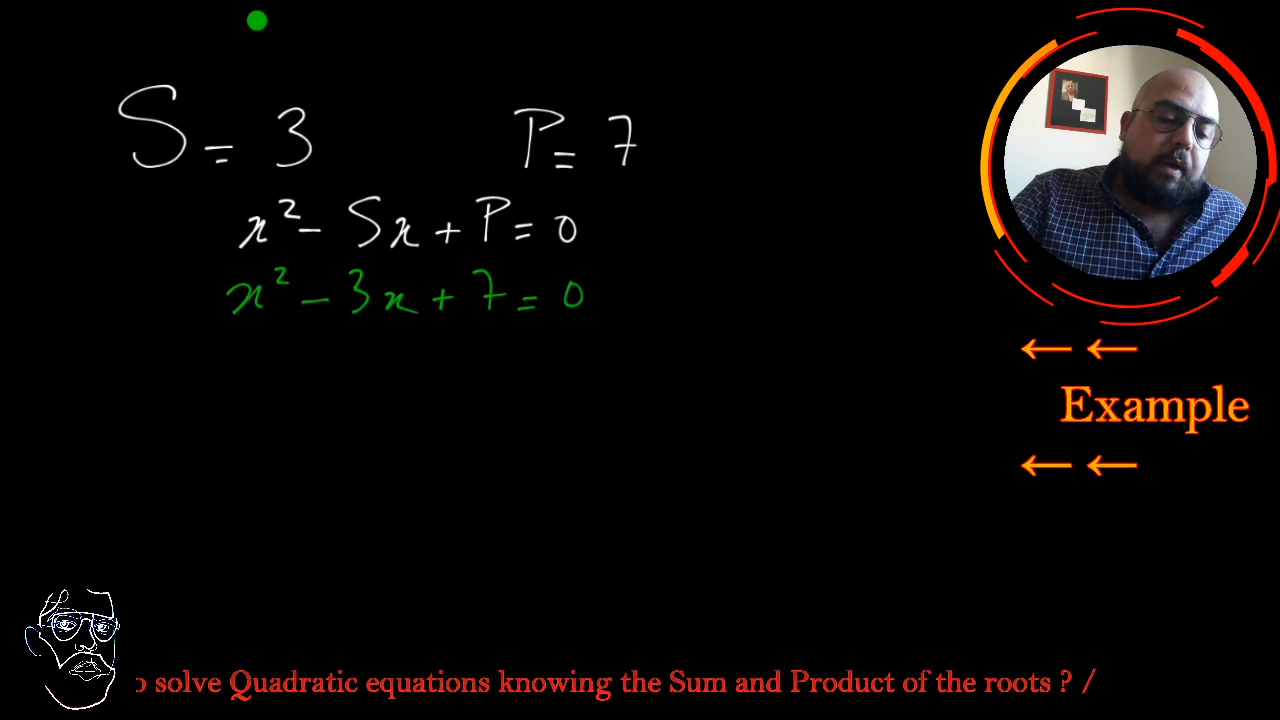 S = 3 P = 7
x² - Sx + P = 0
x² - 3x + 7 = 0
← ←
Example
← ←
solve Quadratic equations knowing the Sum and Product of the roots ? /